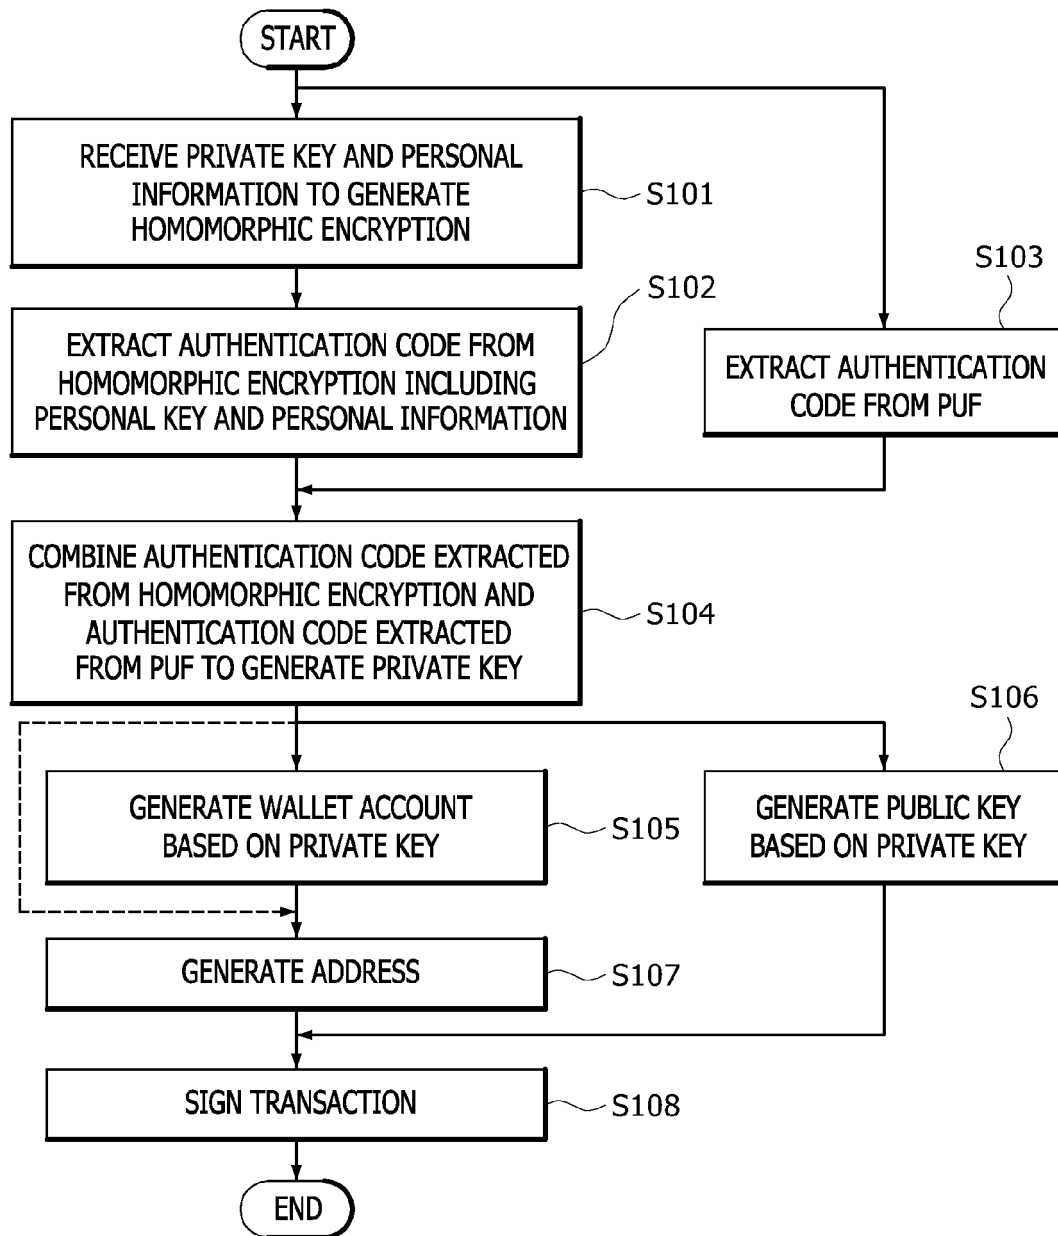 START
RECEIVE PRIVATE KEY AND PERSONAL
INFORMATION TO GENERATE
HOMOMORPHIC ENCRYPTION
S101
EXTRACT AUTHENTICATION CODE FROM
HOMOMORPHIC ENCRYPTION INCLUDING
PERSONAL KEY AND PERSONAL INFORMATION
S102
S103
EXTRACT AUTHENTICATION
CODE FROM PUF
COMBINE AUTHENTICATION CODE EXTRACTED
FROM HOMOMORPHIC ENCRYPTION AND
AUTHENTICATION CODE EXTRACTED
FROM PUF TO GENERATE PRIVATE KEY
S104
GENERATE WALLET ACCOUNT
BASED ON PRIVATE KEY
S105
S106
GENERATE PUBLIC KEY
BASED ON PRIVATE KEY
GENERATE ADDRESS
S107
SIGN TRANSACTION
S108
END